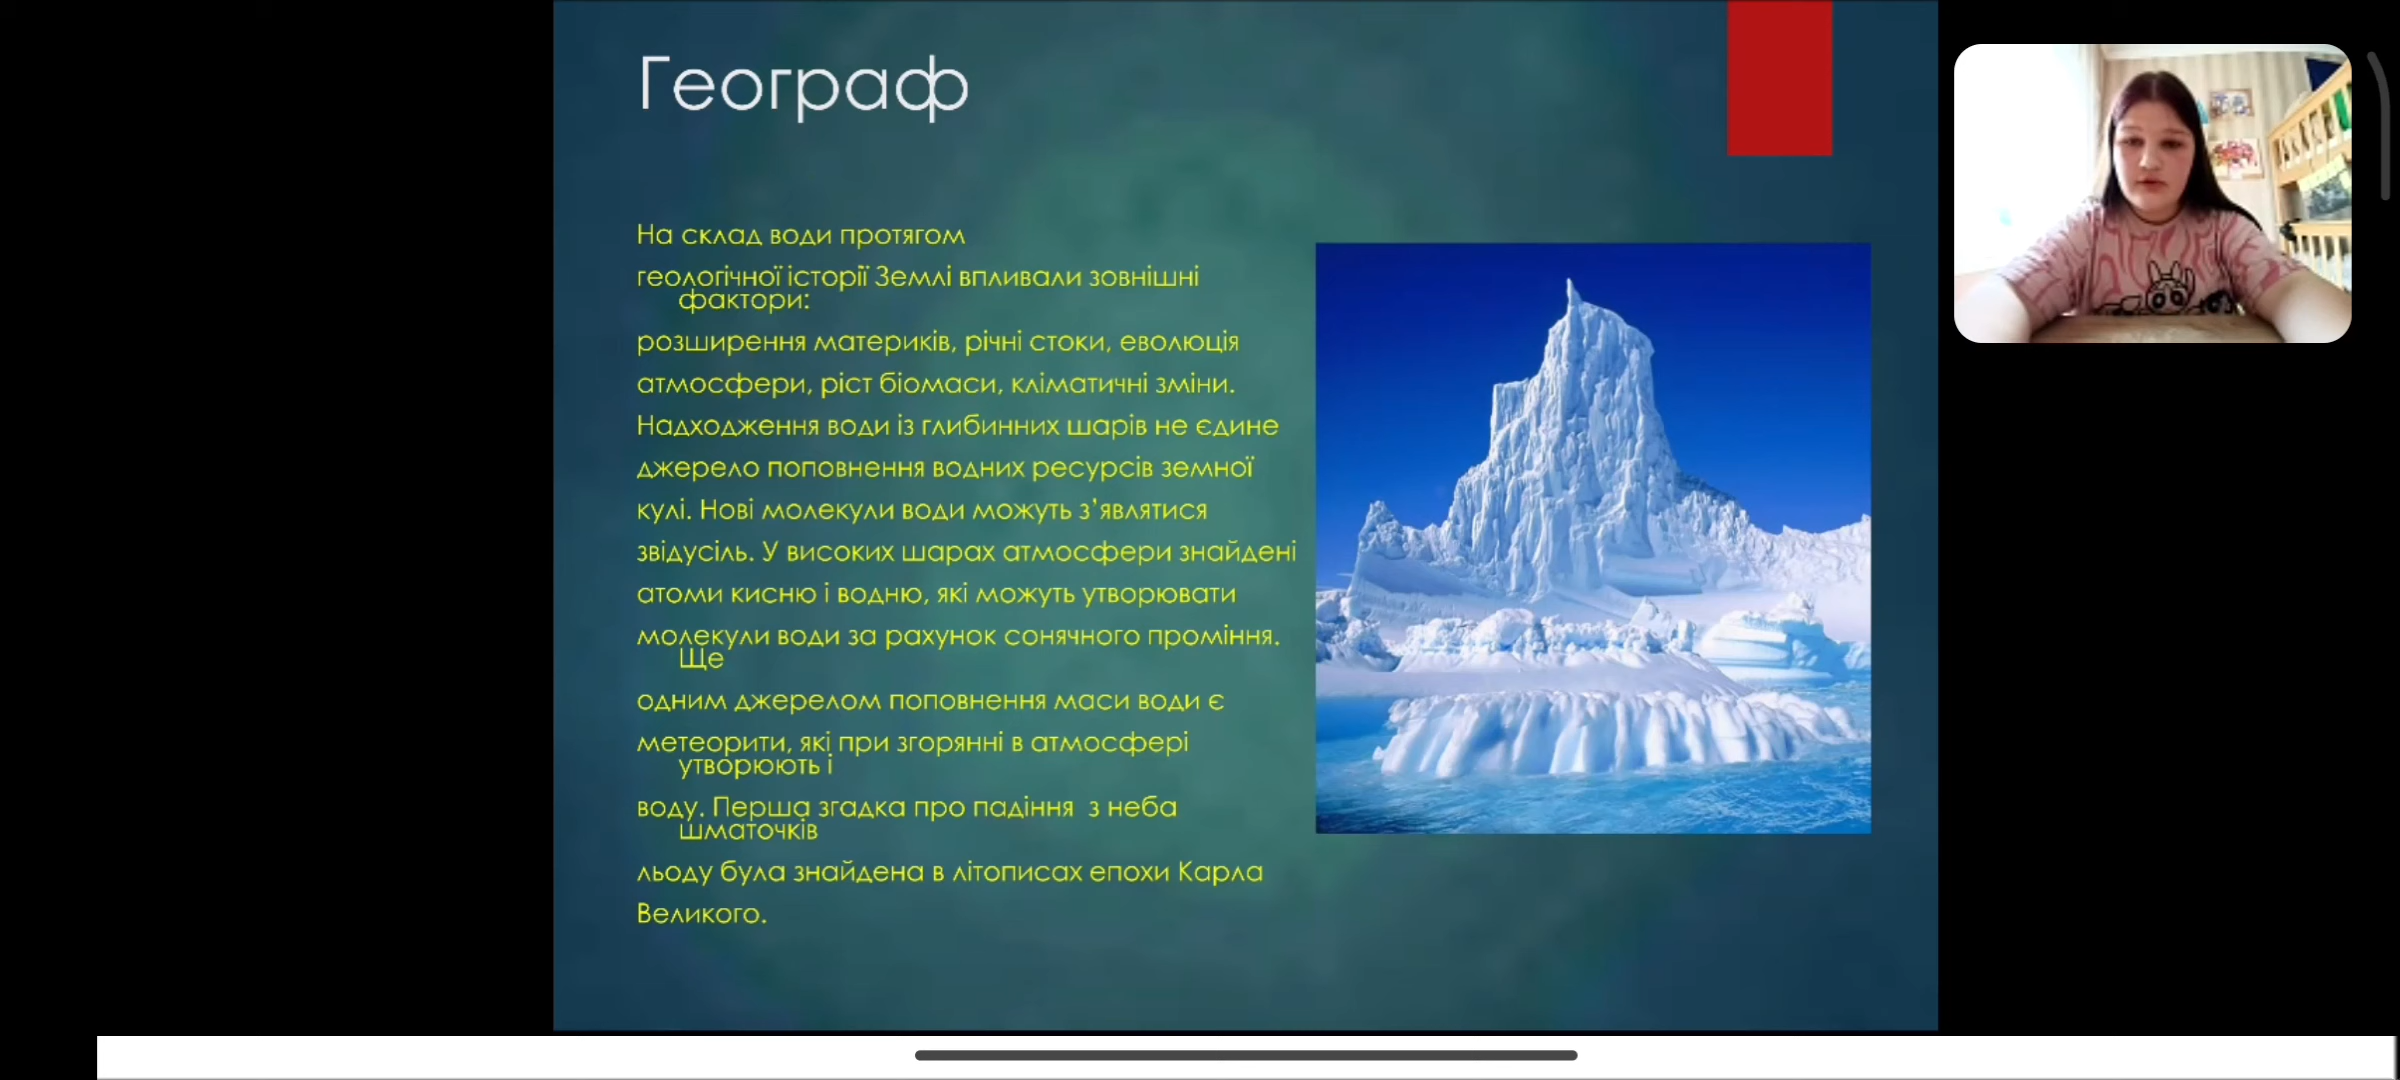 Географ
На склад води протягом
геологічної історії Землі впливали зовнішні
фактори:
розширення материків, річні стоки, еволюція
атмосфери, ріст біомаси, кліматичні зміни.
Надходження води із глибинних шарів не єдине
джерело поповнення водних ресурсів земної
кулі. Нові молекули води можуть з’являтися
звідусіль. У високих шарах атмосфери знайдені
атоми кисню і водню, які можуть утворювати
молекули води за рахунок сонячного проміння.
Ще
одним джерелом поповнення маси води є
метеорити, які при згорянні в атмосфері
утворюють і
воду. Перша згадка про падіння  з неба
шматочків
льоду була знайдена в літописах епохи Карла
Великого.